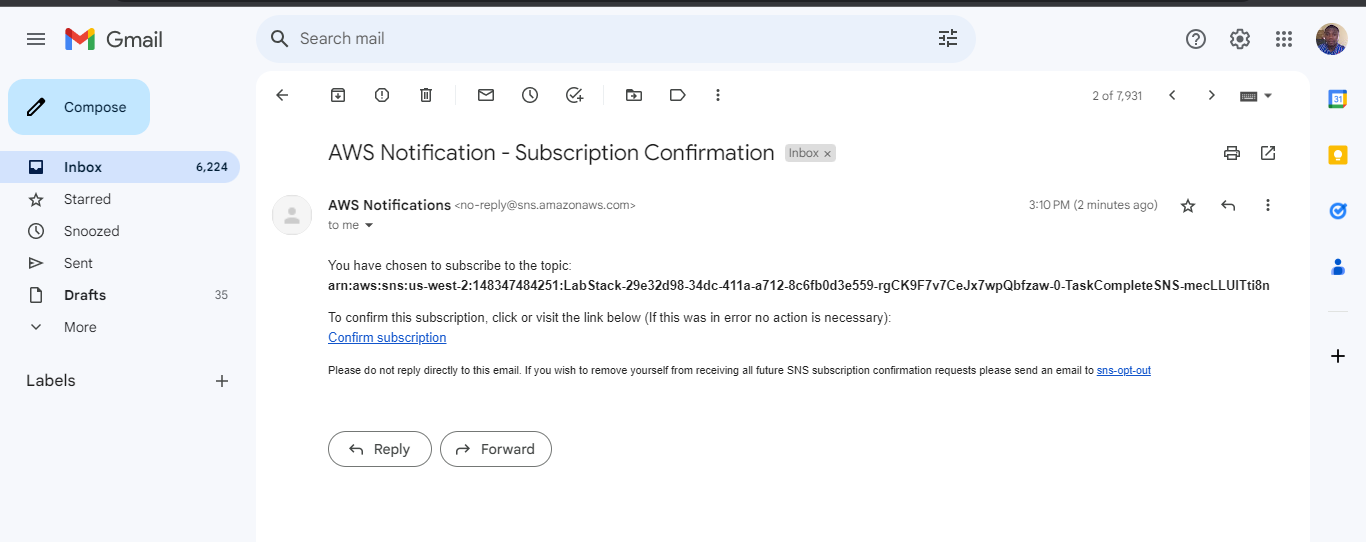 Gmail
Search mail
Compose
2 of 7,931
Inbox 6,224
Starred
Snoozed
Sent
Drafts 35
More
Labels
AWS Notification - Subscription Confirmation Inbox ×
AWS Notifications <no-reply@sns.amazonaws.com> 3:10 PM (2 minutes ago)
to me
You have chosen to subscribe to the topic:
arn:aws:sns:us-west-2:148347484251:LabStack-29e32d98-34dc-411a-a712-8c6fb0d3e559-rgCK9F7v7CeJx7wpQbfzaw-0-TaskCompleteSNS-mecLLUITti8n
To confirm this subscription, click or visit the link below (If this was in error no action is necessary):
Confirm subscription
Please do not reply directly to this email. If you wish to remove yourself from receiving all future SNS subscription confirmation requests please send an email to sns-opt-out
Reply Forward
31